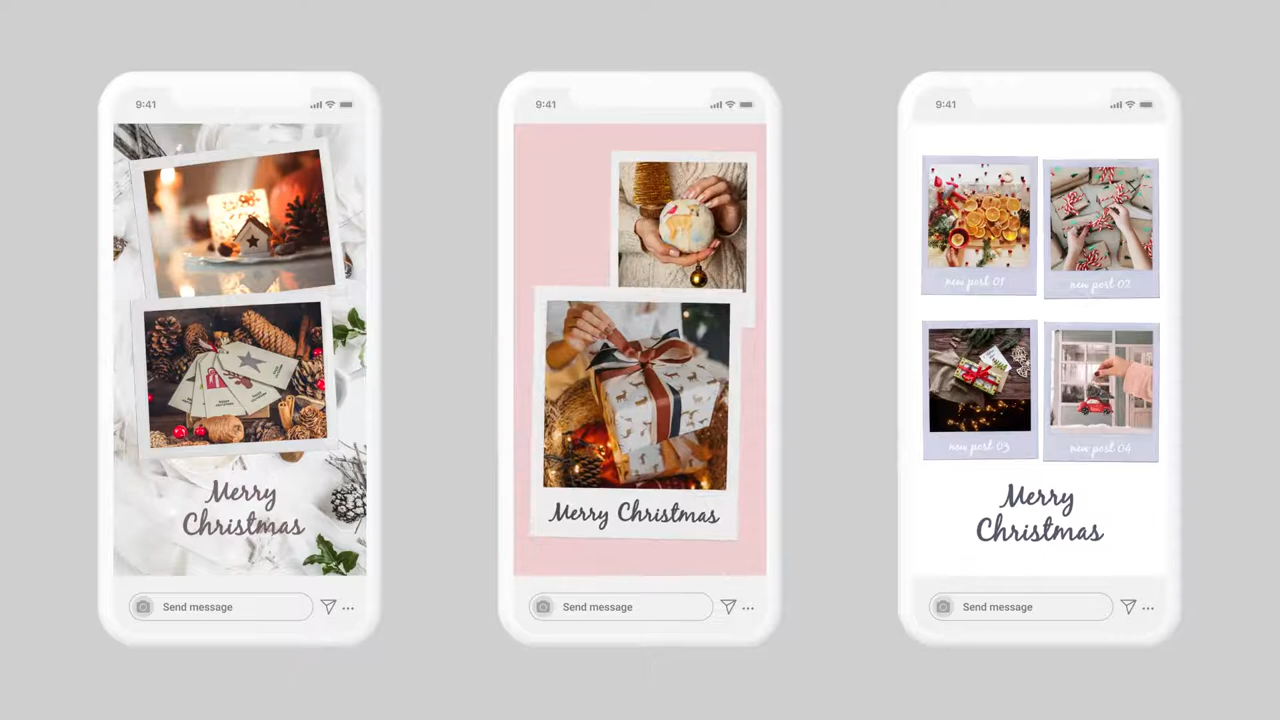 9:41
Merry
Christmas
Send message
9:41
Merry Christmas
Send message
9:41
new post 01
new post 02
new post 03
new post 04
Merry
Christmas
Send message